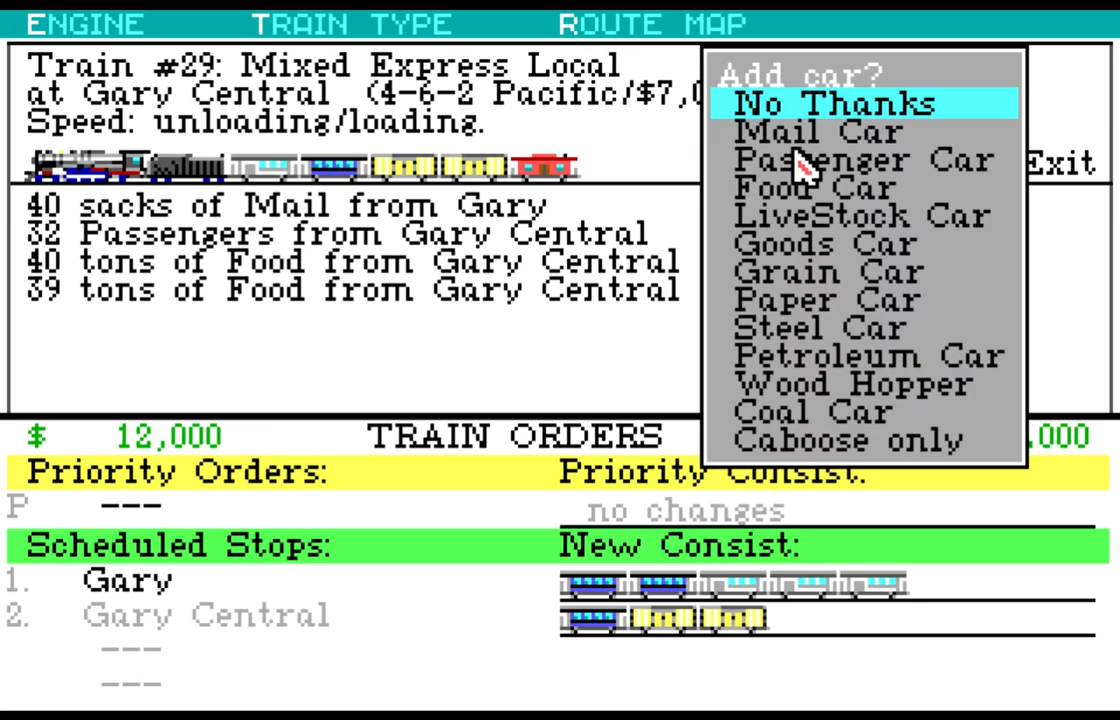 ENGINE TRAIN TYPE ROUTE MAP
Train #29: Mixed Express Local
at Gary Central (4-6-2 Pacific/$7,0
Speed: unloading/loading.
Exit
40 sacks of Mail from Gary
32 Passengers from Gary Central
40 tons of Food from Gary Central
39 tons of Food from Gary Central
Add car?
No Thanks
Mail Car
Passenger Car
Food Car
LiveStock Car
Goods Car
Grain Car
Paper Car
Steel Car
Petroleum Car
Wood Hopper
Coal Car
Caboose only
$ 12,000 TRAIN ORDERS ,000
Priority Orders: Priority Consist:
P --- no changes
Scheduled Stops: New Consist:
1. Gary
2. Gary Central
---
---